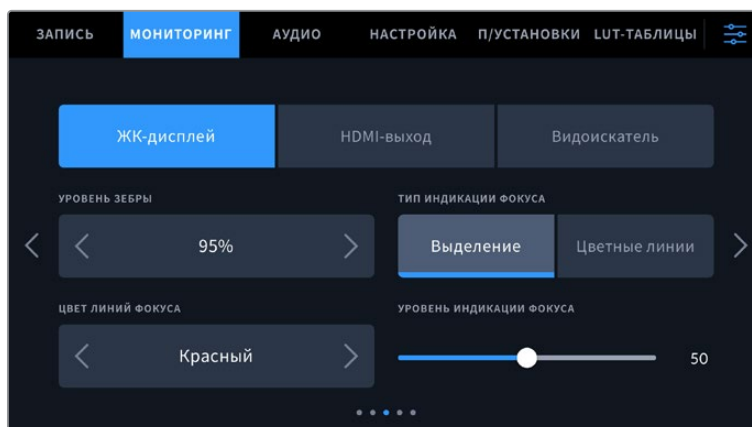 ЗАПИСЬ МОНИТОРИНГ АУДИО НАСТРОЙКА П/УСТАНОВКИ LUT-ТАБЛИЦЫ
ЖК-дисплей HDMI-выход Видоискатель
УРОВЕНЬ ЗЕБРЫ ТИП ИНДИКАЦИИ ФОКУСА
95% Выделение Цветные линии
ЦВЕТ ЛИНИЙ ФОКУСА УРОВЕНЬ ИНДИКАЦИИ ФОКУСА
Красный 50